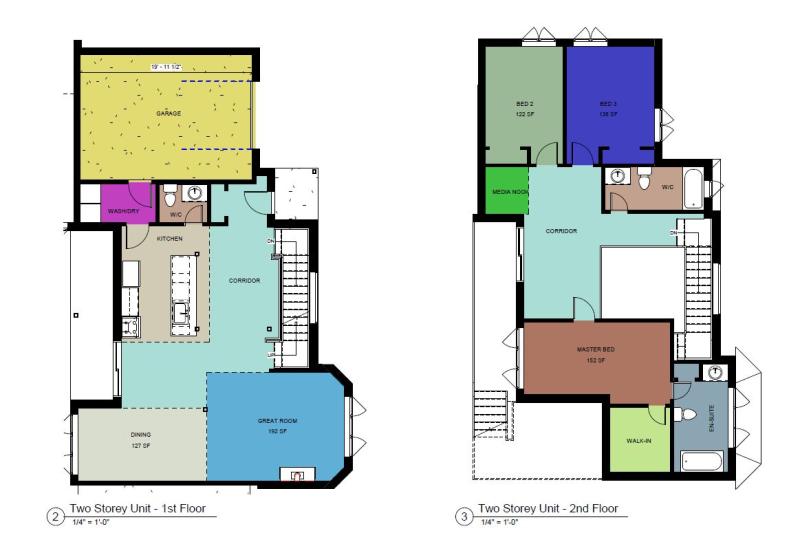 19' - 11 1/2"
GARAGE
WASH/DRY
W/C
KITCHEN
DN
CORRIDOR
UP
GREAT ROOM
192 SF
DINING
127 SF
2
Two Storey Unit - 1st Floor
1/4" = 1'-0"
BED 2
122 SF
BED 3
136 SF
MEDIA NOOK
W/C
CORRIDOR
DN
MASTER BED
152 SF
WALK-IN
EN-SUITE
3
Two Storey Unit - 2nd Floor
1/4" = 1'-0"